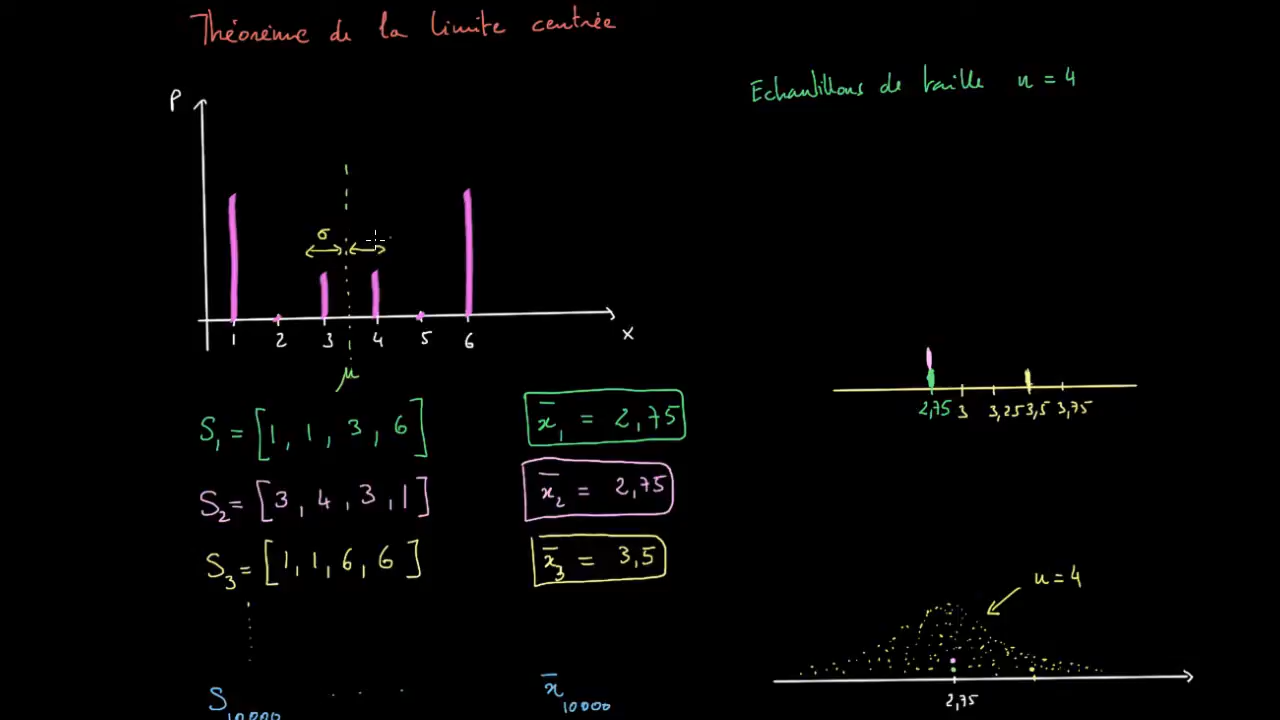 Théorème de la limite centrée
Echantillons de taille n = 4
P
σ
1 2 3 4 5 6
x
μ
2,75 3 3,25 3,5 3,75
S₁ = [1, 1, 3, 6]
x̄₁ = 2,75
S₂ = [3, 4, 3, 1]
x̄₂ = 2,75
S₃ = [1, 1, 6, 6]
x̄₃ = 3,5
n = 4
2,75
S₁₀₀₀₀ . . . x̄₁₀₀₀₀